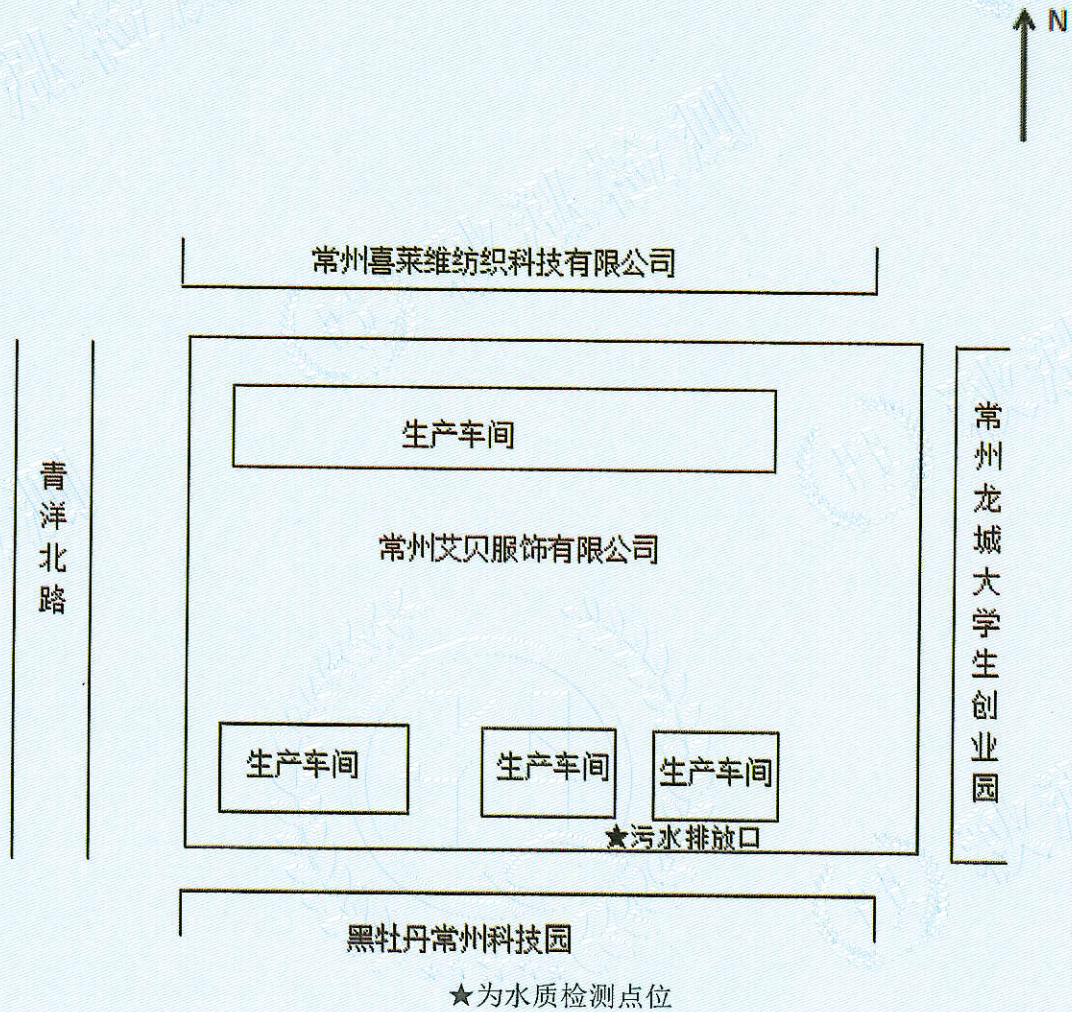 N
常州喜莱维纺织科技有限公司
生产车间
青洋北路
常州艾贝服饰有限公司
常州龙城大学生创业园
生产车间
生产车间
生产车间
★污水排放口
黑牡丹常州科技园
★为水质检测点位